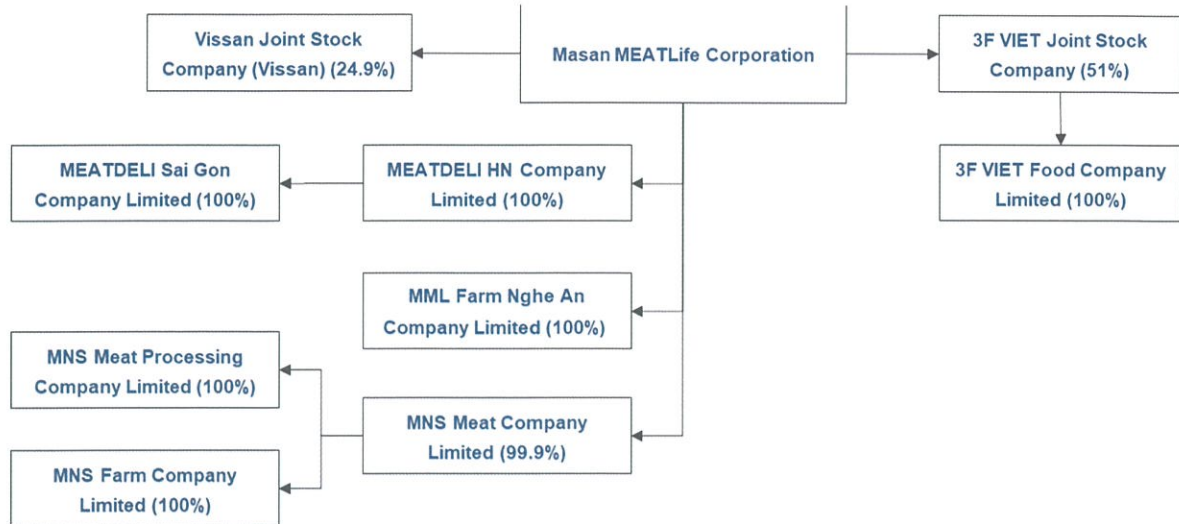 Vissan Joint Stock
Company (Vissan) (24.9%)
Masan MEATLife Corporation
3F VIET Joint Stock
Company (51%)
MEATDELI Sai Gon
Company Limited (100%)
MEATDELI HN Company
Limited (100%)
3F VIET Food Company
Limited (100%)
MML Farm Nghe An
Company Limited (100%)
MNS Meat Processing
Company Limited (100%)
MNS Meat Company
Limited (99.9%)
MNS Farm Company
Limited (100%)